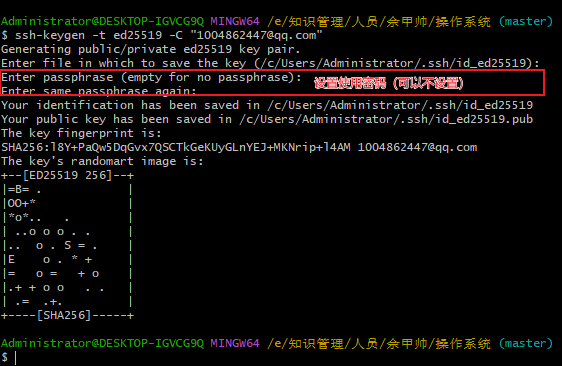 Administrator@DESKTOP-IGVCG9Q MINGW64 /e/知识管理/人员/余甲帅/操作系统 (master)
$ ssh-keygen -t ed25519 -C "1004862447@qq.com"
Generating public/private ed25519 key pair.
Enter file in which to save the key (/c/Users/Administrator/.ssh/id_ed25519):
Enter passphrase (empty for no passphrase):
设置使用密码（可以不设置）
Enter same passphrase again:
Your identification has been saved in /c/Users/Administrator/.ssh/id_ed25519
Your public key has been saved in /c/Users/Administrator/.ssh/id_ed25519.pub
The key fingerprint is:
SHA256:l8Y+PaQw5DqGvx7QSCTkGeKUyGLnYEJ+MKNrip+l4AM 1004862447@qq.com
The key's randomart image is:
+--[ED25519 256]--+
|=B= .            |
|OO+*             |
|*o*..   .        |
| ..o o o . .     |
|..  o . S = .    |
|E    o . * +     |
|=   o =   + o    |
|.+ + o o   . .   |
| .=  .+.         |
+----[SHA256]-----+
Administrator@DESKTOP-IGVCG9Q MINGW64 /e/知识管理/人员/余甲帅/操作系统 (master)
$